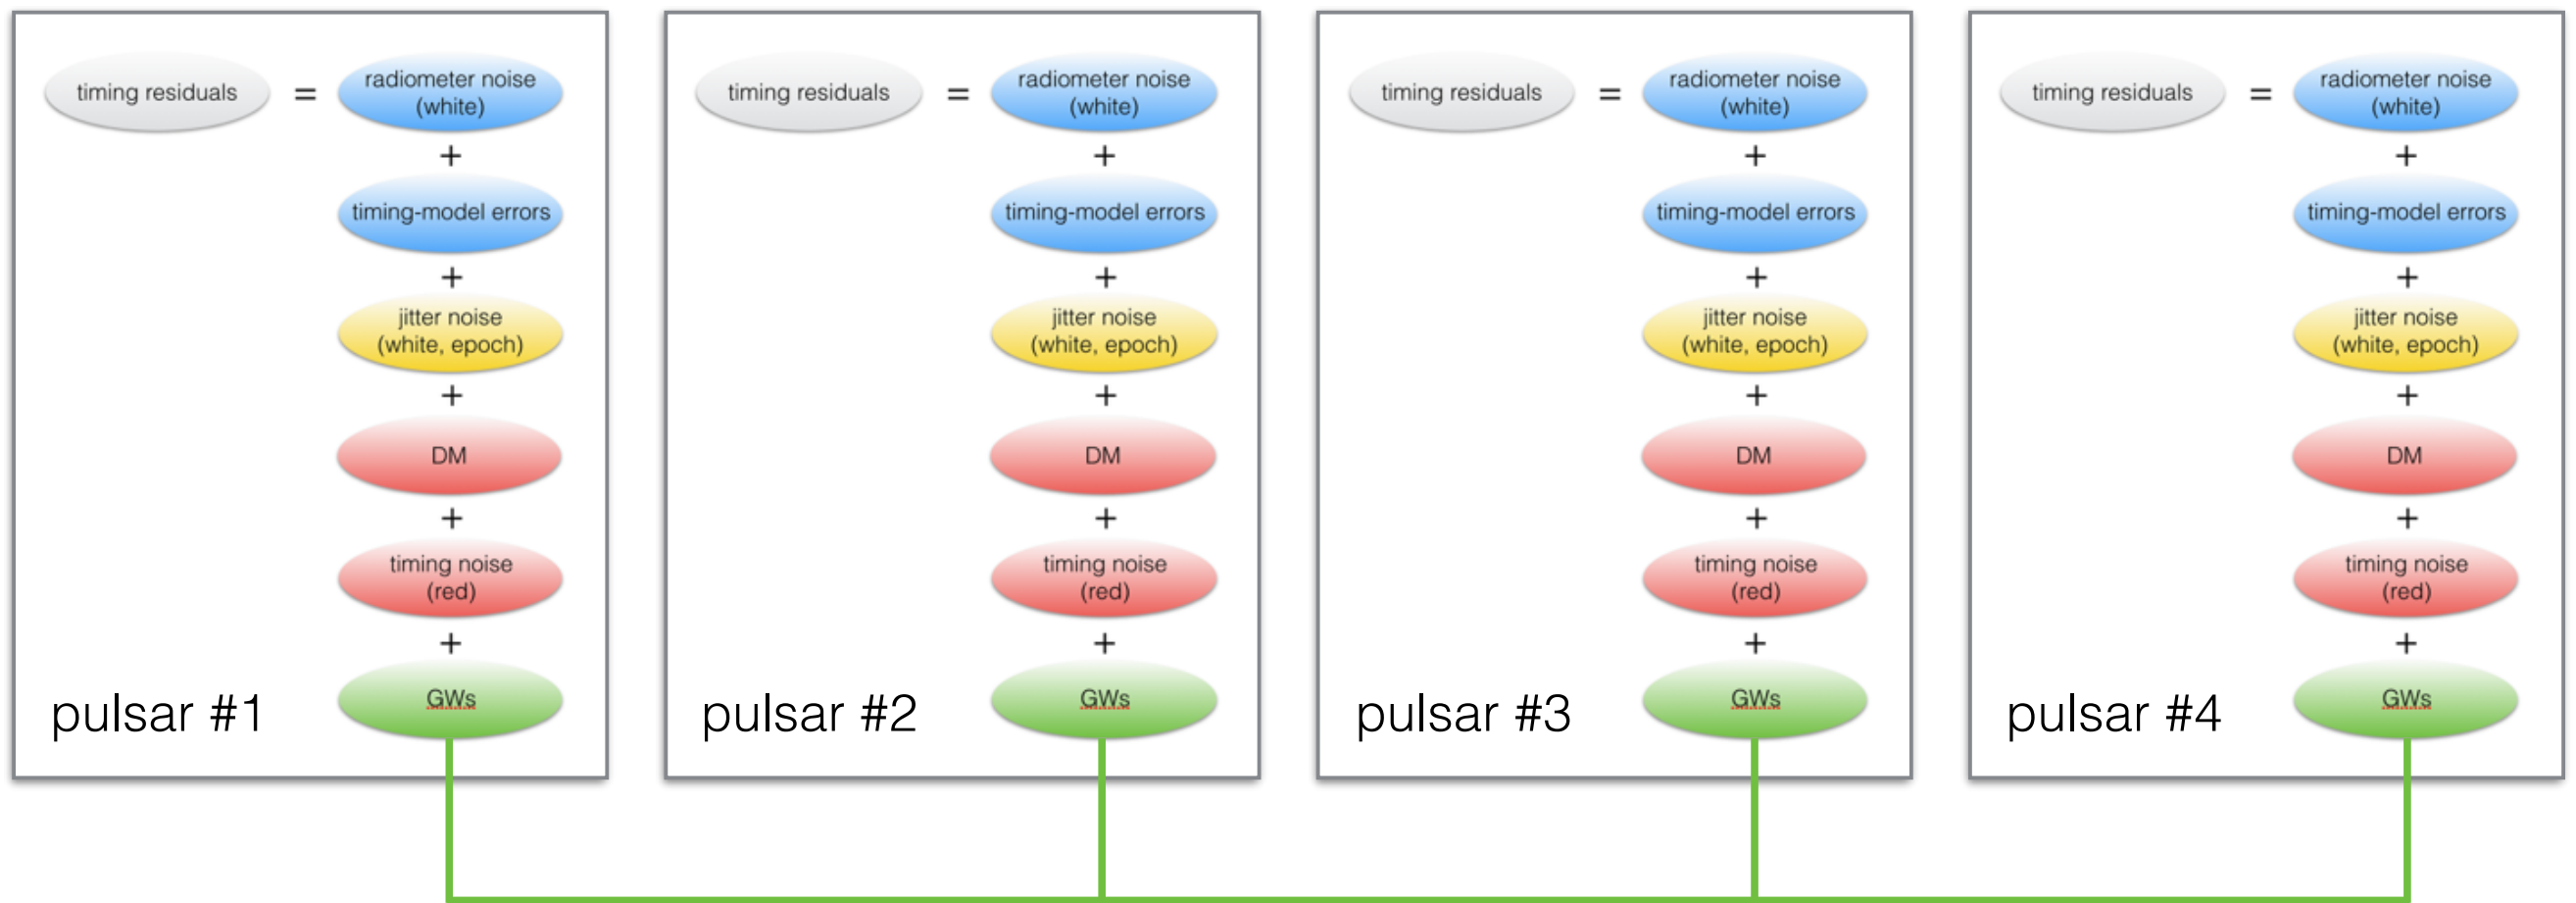 timing residuals = radiometer noise
(white)
+
timing-model errors
+
jitter noise
(white, epoch)
+
DM
+
timing noise
(red)
+
GWs
pulsar #1
timing residuals = radiometer noise
(white)
+
timing-model errors
+
jitter noise
(white, epoch)
+
DM
+
timing noise
(red)
+
GWs
pulsar #2
timing residuals = radiometer noise
(white)
+
timing-model errors
+
jitter noise
(white, epoch)
+
DM
+
timing noise
(red)
+
GWs
pulsar #3
timing residuals = radiometer noise
(white)
+
timing-model errors
+
jitter noise
(white, epoch)
+
DM
+
timing noise
(red)
+
GWs
pulsar #4